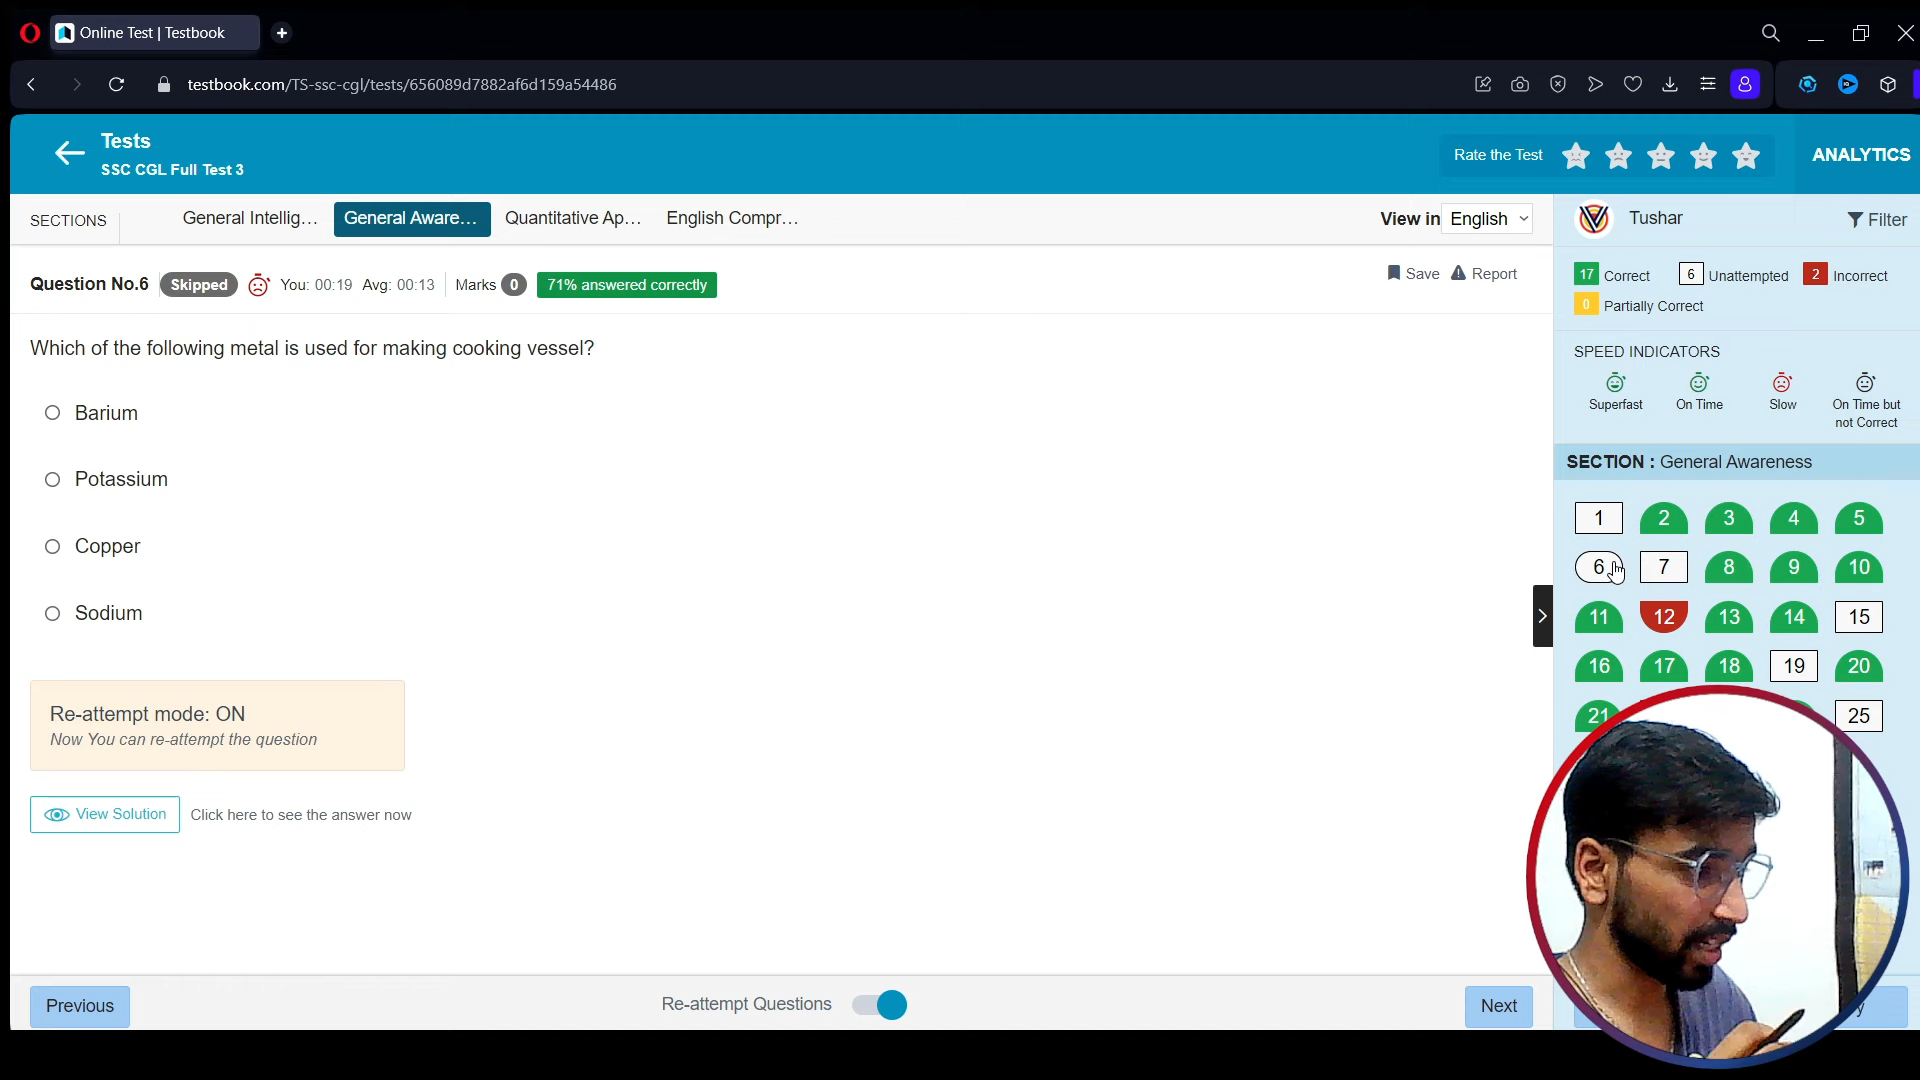 Online Test | Testbook
testbook.com/TS-ssc-cgl/tests/656089d7882af6d159a54486
Tests
SSC CGL Full Test 3
Rate the Test
ANALYTICS
SECTIONS
General Intellig...
General Aware...
Quantitative Ap...
English Compr...
View in English
Tushar
Filter
Question No.6 Skipped You: 00:19 Avg: 00:13 Marks 0 71% answered correctly
Save Report
17 Correct 6 Unattempted 2 Incorrect
0 Partially Correct
Which of the following metal is used for making cooking vessel?
Barium
Potassium
Copper
Sodium
SPEED INDICATORS
Superfast On Time Slow On Time but
not Correct
SECTION : General Awareness
1 2 3 4 5
6 7 8 9 10
11 12 13 14 15
16 17 18 19 20
21 25
Re-attempt mode: ON
Now You can re-attempt the question
View Solution Click here to see the answer now
Previous
Re-attempt Questions
Next